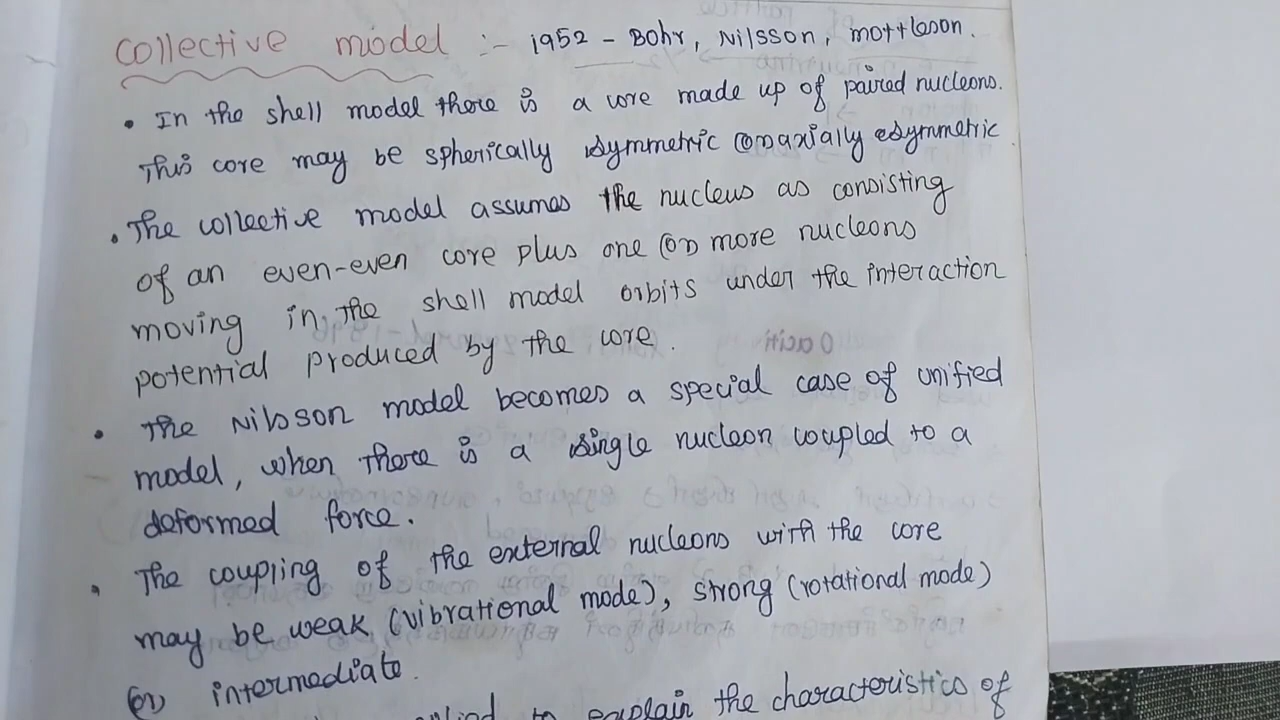 collective model :- 1952 - Bohr, Nilsson, mottleson.
• In the shell model there is a core made up of paired nucleons.
This core may be spherically symmetric (or) axially asymmetric
• The collective model assumes the nucleus as consisting
of an even-even core plus one (or) more nucleons
moving in the shell model orbits under the interaction
potential produced by the core.
• The Nilsson model becomes a special case of unified
model, when there is a single nucleon coupled to a
deformed force.
• The coupling of the external nucleons with the core
may be weak (vibrational mode), strong (rotational mode)
(or) intermediate.
to explain the characteristics of